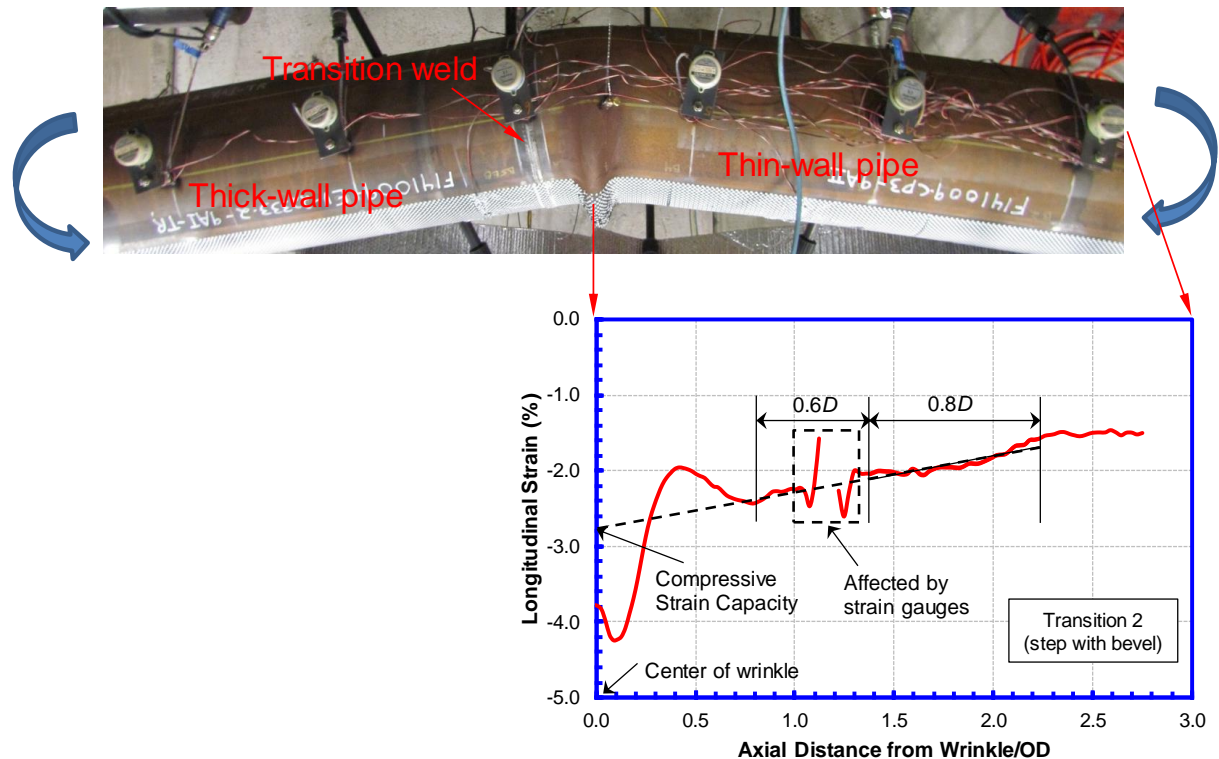 Transition weld
Thick-wall pipe
Thin-wall pipe
0.0
-1.0
-2.0
-3.0
-4.0
-5.0
Longitudinal Strain (%)
0.6D
0.8D
Compressive
Strain Capacity
Affected by
strain gauges
Transition 2
(step with bevel)
Center of wrinkle
0.0
0.5
1.0
1.5
2.0
2.5
3.0
Axial Distance from Wrinkle/OD